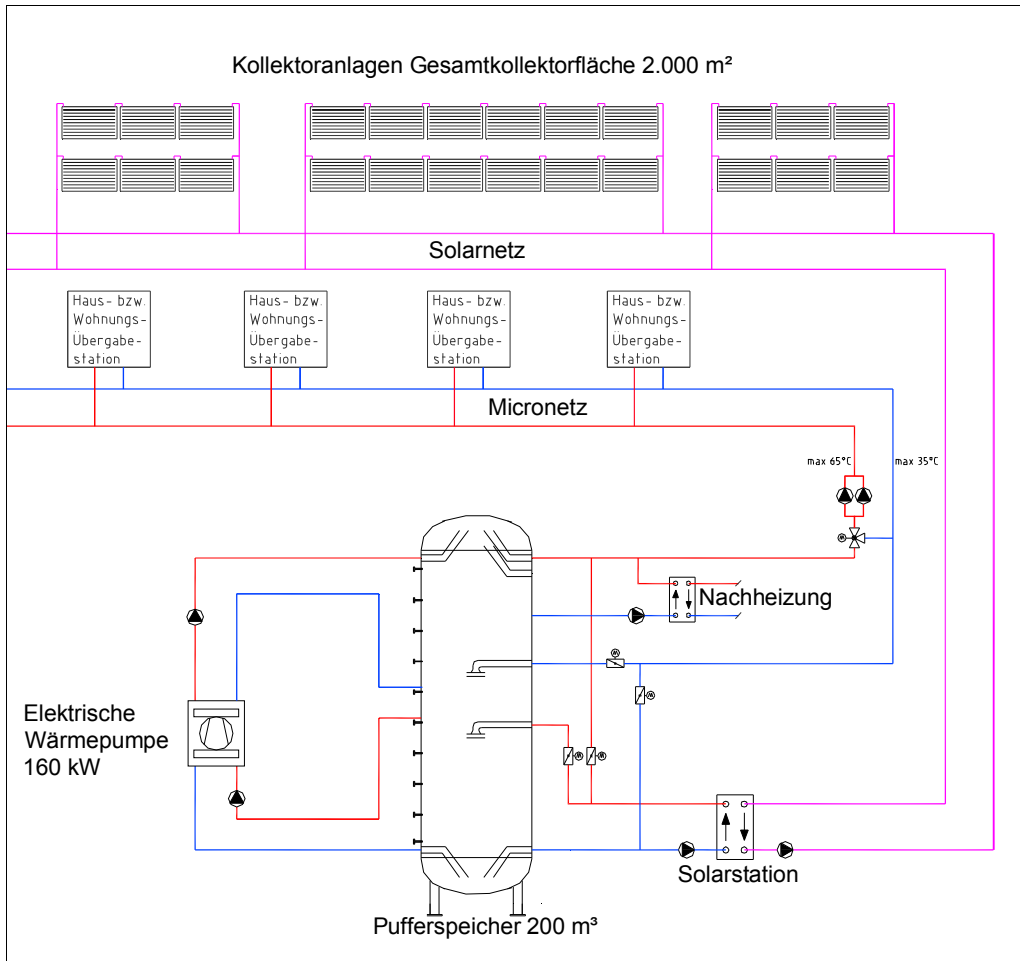 Kollektoranlagen Gesamtkollektorfläche 2.000 m²
Solarnetz
Haus- bzw.
Wohnungs-
Übergabe-
station
Haus- bzw.
Wohnungs-
Übergabe-
station
Haus- bzw.
Wohnungs-
Übergabe-
station
Haus- bzw.
Wohnungs-
Übergabe-
station
Micronetz
max 65°C
max 35°C
Nachheizung
Elektrische
Wärmepumpe
160 kW
Solarstation
Pufferspeicher 200 m³